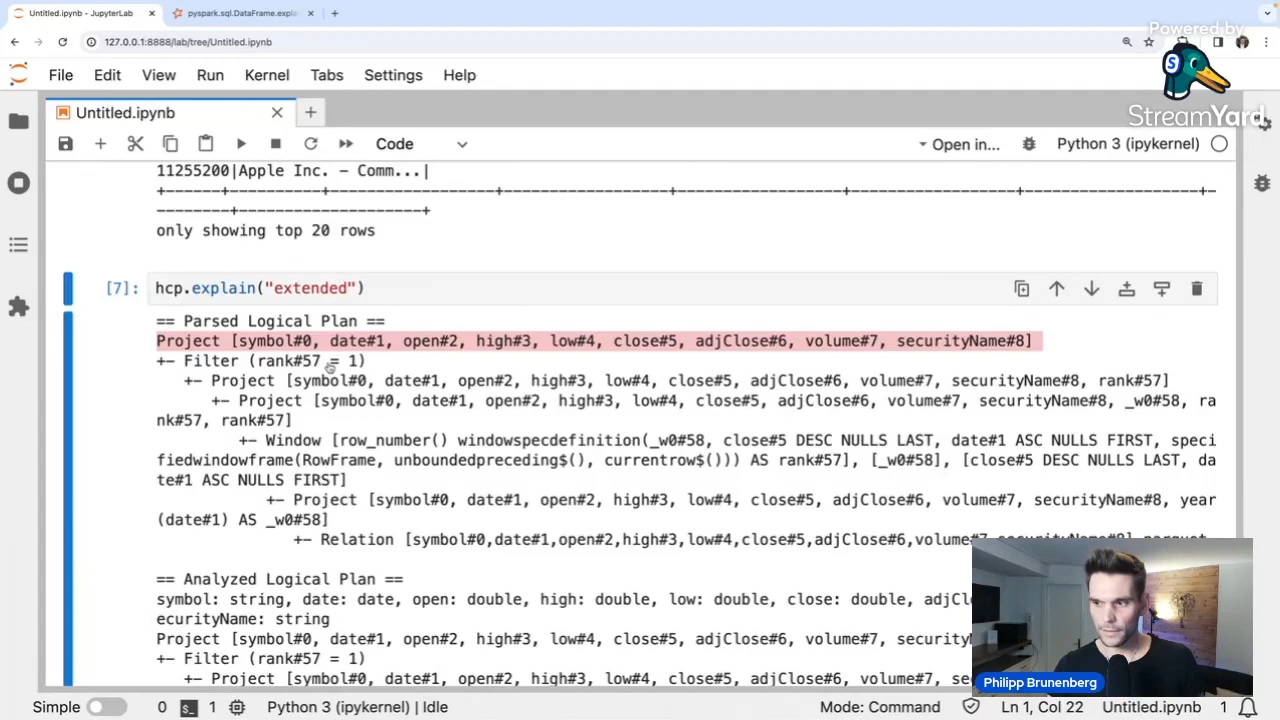 Untitled.ipynb - JupyterLab
pyspark.sql.DataFrame.expla
127.0.0.1:8888/lab/tree/Untitled.ipynb
Powered by
StreamYard
File Edit View Run Kernel Tabs Settings Help
Untitled.ipynb
Code
Open in...
Python 3 (ipykernel)
11255200|Apple Inc. - Comm...|
+------+-----------+------------------+------------------+------------------+------------------+------------------+-
--------+--------------------+
only showing top 20 rows
[7]: hcp.explain("extended")
== Parsed Logical Plan ==
Project [symbol#0, date#1, open#2, high#3, low#4, close#5, adjClose#6, volume#7, securityName#8]
+- Filter (rank#57 = 1)
+- Project [symbol#0, date#1, open#2, high#3, low#4, close#5, adjClose#6, volume#7, securityName#8, rank#57]
+- Project [symbol#0, date#1, open#2, high#3, low#4, close#5, adjClose#6, volume#7, securityName#8, _w0#58, ra
nk#57, rank#57]
+- Window [row_number() windowspecdefinition(_w0#58, close#5 DESC NULLS LAST, date#1 ASC NULLS FIRST, speci
fiedwindowframe(RowFrame, unboundedpreceding$(), currentrow$())) AS rank#57], [_w0#58], [close#5 DESC NULLS LAST, da
te#1 ASC NULLS FIRST]
+- Project [symbol#0, date#1, open#2, high#3, low#4, close#5, adjClose#6, volume#7, securityName#8, year
(date#1) AS _w0#58]
+- Relation [symbol#0,date#1,open#2,high#3,low#4,close#5,adjClose#6,volume#7
== Analyzed Logical Plan ==
symbol: string, date: date, open: double, high: double, low: double, close: double, adjCl
ecurityName: string
Project [symbol#0, date#1, open#2, high#3, low#4, close#5, adjClose#6, volume#7, securityN
+- Filter (rank#57 = 1)
+- Project [symbol#0, date#1, open#2, high#3, low#4, close#5, adjClose#6, volume#7
Philipp Brunenberg
Simple 0 1 Python 3 (ipykernel) | Idle
Mode: Command Ln 1, Col 22 Untitled.ipynb 1